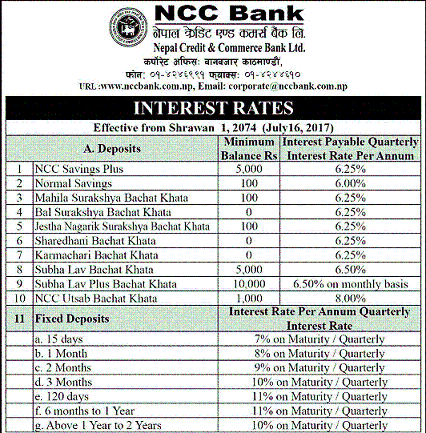 NCC Bank
नेपाल क्रेडिट एण्ड कमर्स बैंक लि.
Nepal Credit & Commerce Bank Ltd.
कर्पोरेट अफिस: बागबजार काठमाण्डौं,
फोन: ०१-४२४६९९१ फ्याक्स: ०१-४२४४६१०
URL :www.nccbank.com.np, Email: corporate@nccbank.com.np
INTEREST RATES
Effective from Shrawan 1, 2074 (July16, 2017)
A. Deposits Minimum Balance Rs Interest Payable Quarterly Interest Rate Per Annum
1 NCC Savings Plus 5,000 6.25%
2 Normal Savings 100 6.00%
3 Mahila Surakshya Bachat Khata 100 6.25%
4 Bal Surakshya Bachat Khata 0 6.25%
5 Jestha Nagarik Surakshya Bachat Khata 100 6.25%
6 Sharedhani Bachat Khata 0 6.25%
7 Karmachari Bachat Khata 0 6.25%
8 Subha Lav Bachat Khata 5,000 6.50%
9 Subha Lav Plus Bachat Khata 10,000 6.50% on monthly basis
10 NCC Utsab Bachat Khata 1,000 8.00%
11 Fixed Deposits Interest Rate Per Annum Quarterly Interest Rate
a. 15 days 7% on Maturity / Quarterly
b. 1 Month 8% on Maturity / Quarterly
c. 2 Months 9% on Maturity / Quarterly
d. 3 Months 10% on Maturity / Quarterly
e. 120 days 11% on Maturity / Quarterly
f. 6 months to 1 Year 11% on Maturity / Quarterly
g. Above 1 Year to 2 Years 10% on Maturity / Quarterly